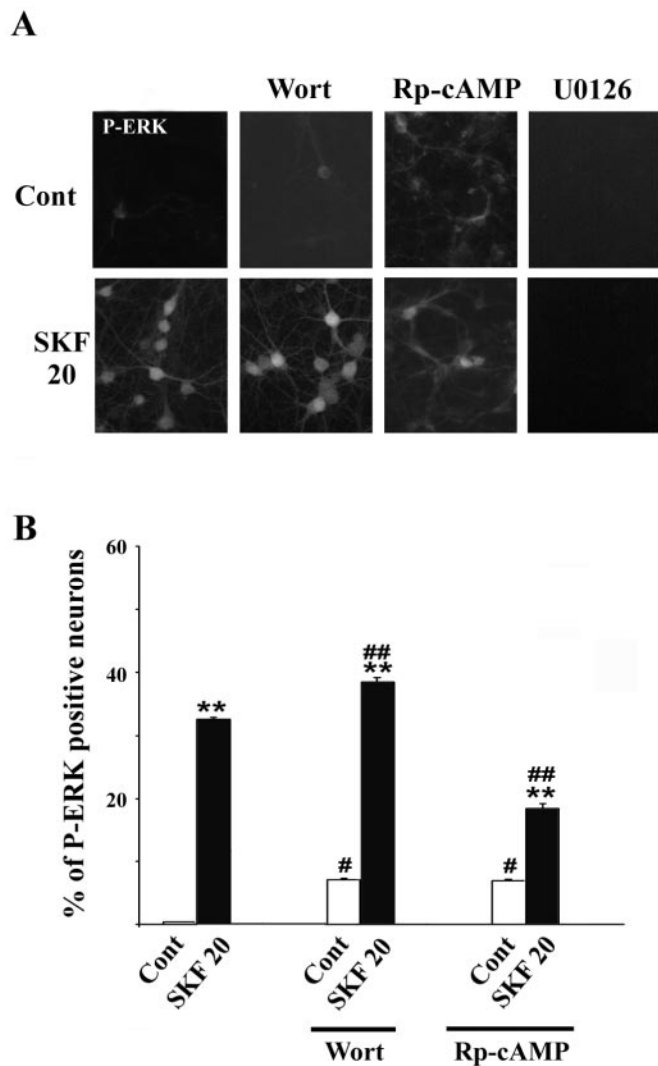 A
Wort Rp-cAMP U0126
P-ERK
Cont
SKF
20
B
% of P-ERK positive neurons
60
40
20
**
#
##
**
#
##
**
Cont
SKF 20
Cont
SKF 20
Cont
SKF 20
Wort
Rp-cAMP